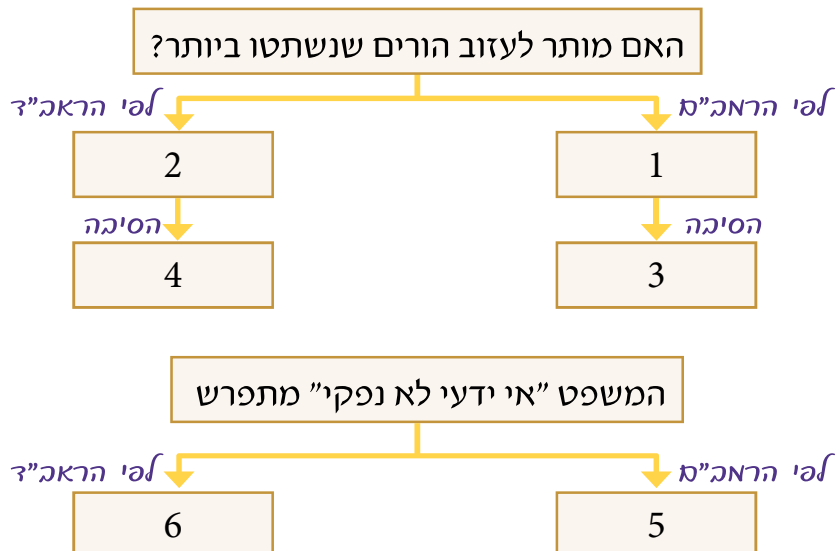 האם מותר לעזוב הורים שנשתטו ביותר?
לפי הרמב"ם
לפי הראב"ד
1
2
הסיבה
הסיבה
3
4
המשפט "אי ידעי לא נפקי" מתפרש
לפי הרמב"ם
לפי הראב"ד
5
6